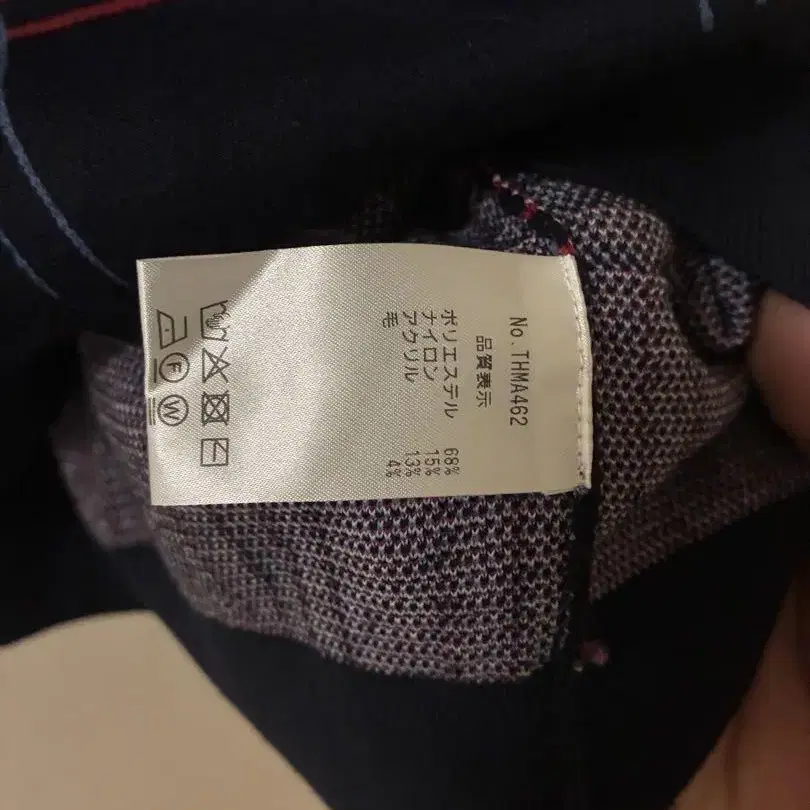 No. THMA462
品質表示
ポリエステル 68%
ナイロン 15%
アクリル 13%
毛 4%
F
W